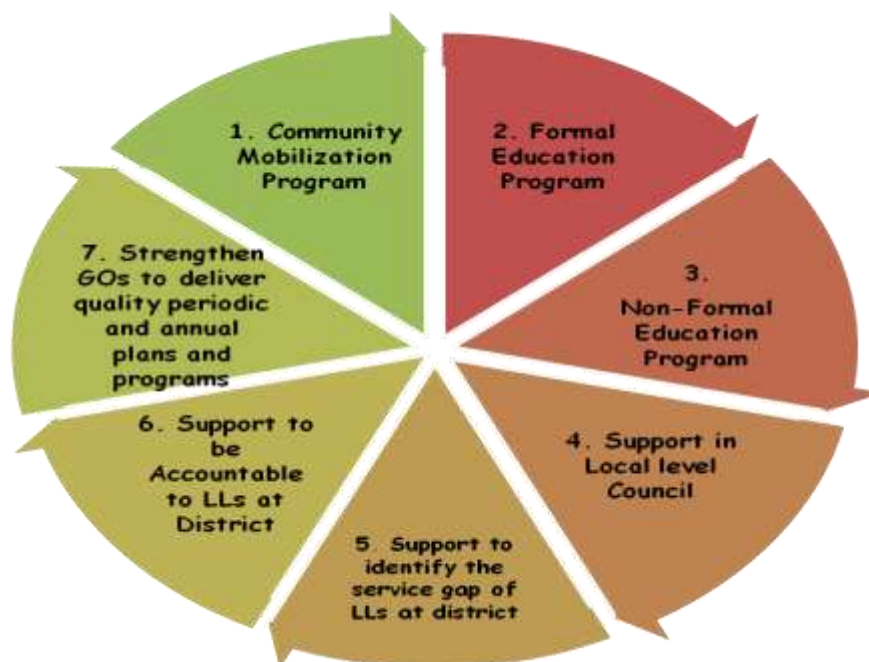 1. Community
Mobilization
Program
2. Formal
Education
Program
3.
Non-Formal
Education
Program
4. Support in
Local level
Council
5. Support to
identify the
service gap of
LLs at district
6. Support to
be
Accountable
to LLs at
District
7. Strengthen
GOs to deliver
quality periodic
and annual
plans and
programs